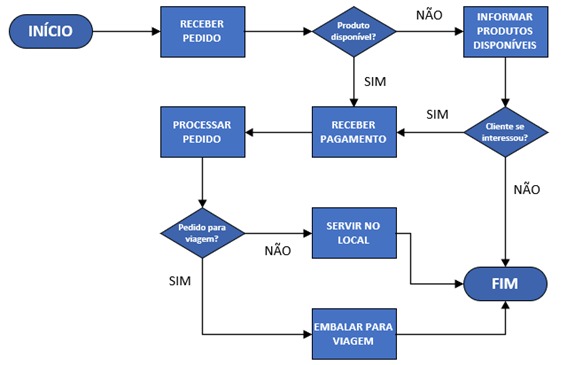 INÍCIO
RECEBER
PEDIDO
Produto
disponível?
NÃO
INFORMAR
PRODUTOS
DISPONÍVEIS
SIM
PROCESSAR
PEDIDO
RECEBER
PAGAMENTO
SIM
Cliente se
interessou?
NÃO
Pedido para
viagem?
NÃO
SERVIR NO
LOCAL
SIM
FIM
EMBALAR PARA
VIAGEM